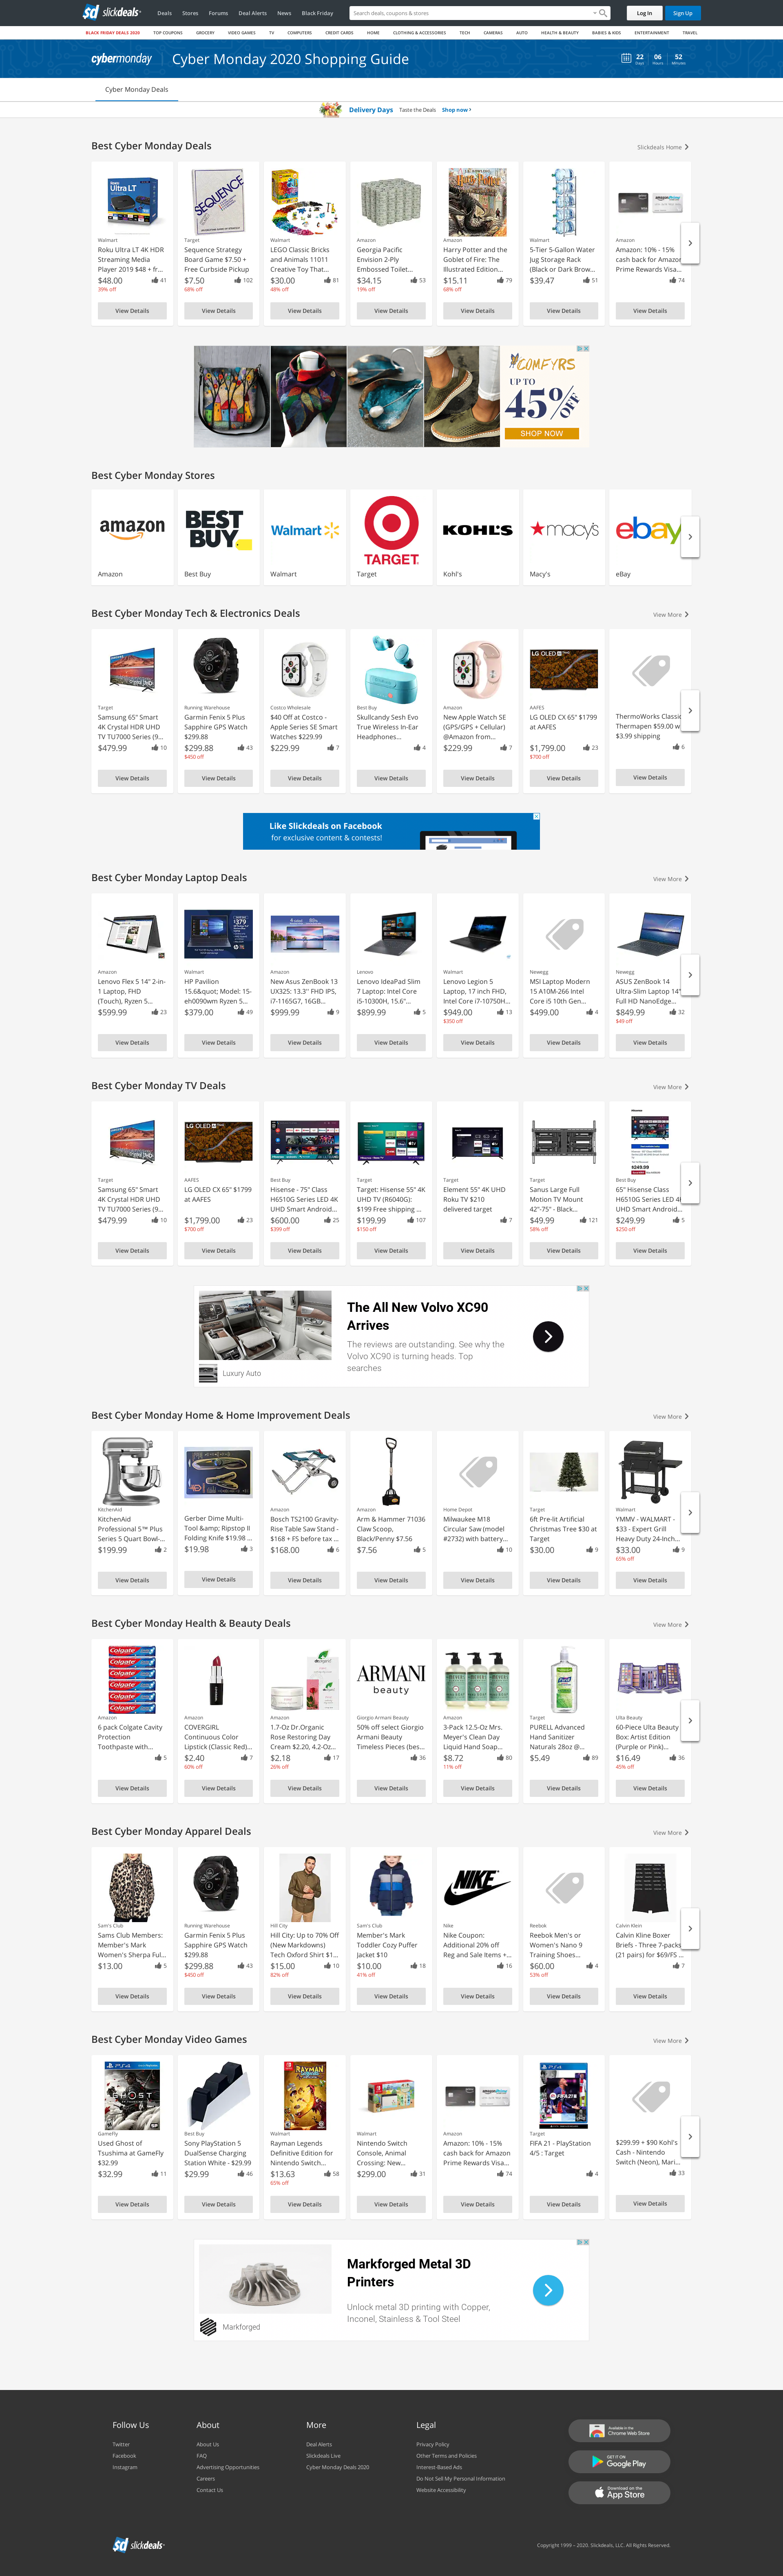 slickdeals
Deals Stores Forums Deal Alerts News Black Friday
Search deals, coupons & stores
Log In Sign Up
BLACK FRIDAY DEALS 2020 TOP COUPONS GROCERY VIDEO GAMES TV COMPUTERS CREDIT CARDS HOME CLOTHING & ACCESSORIES TECH CAMERAS AUTO HEALTH & BEAUTY BABIES & KIDS ENTERTAINMENT TRAVEL
cybermonday Cyber Monday 2020 Shopping Guide
22 06 52
Days Hours Minutes
Cyber Monday Deals
Delivery Days Taste the Deals Shop now
Best Cyber Monday Deals
Slickdeals Home
Walmart
Roku Ultra LT 4K HDR
Streaming Media
Player 2019 $48 + fr...
$48.00 41
39% off
View Details
Target
Sequence Strategy
Board Game $7.50 +
Free Curbside Pickup
$7.50 102
68% off
View Details
Walmart
LEGO Classic Bricks
and Animals 11011
Creative Toy That...
$30.00 81
48% off
View Details
Amazon
Georgia Pacific
Envision 2-Ply
Embossed Toilet...
$34.15 53
19% off
View Details
Amazon
Harry Potter and the
Goblet of Fire: The
Illustrated Edition...
$15.11 79
68% off
View Details
Walmart
5-Tier 5-Gallon Water
Jug Storage Rack
(Black or Dark Brow...
$39.47 51
View Details
Amazon
Amazon: 10% - 15%
cash back for Amazon
Prime Rewards Visa...
74
View Details
COMFYRS
UP TO
45%
OFF
SHOP NOW
Best Cyber Monday Stores
amazon
Amazon
BEST
BUY
Best Buy
Walmart
Walmart
TARGET
Target
KOHL'S
Kohl's
macy's
Macy's
ebay
eBay
Best Cyber Monday Tech & Electronics Deals
View More
Target
Samsung 65" Smart
4K Crystal HDR UHD
TV TU7000 Series (9...
$479.99 10
View Details
Running Warehouse
Garmin Fenix 5 Plus
Sapphire GPS Watch
$299.88
$299.88 43
$450 off
View Details
Costco Wholesale
$40 Off at Costco -
Apple Series SE Smart
Watches $229.99
$229.99 7
View Details
Best Buy
Skullcandy Sesh Evo
True Wireless In-Ear
Headphones...
4
View Details
Amazon
New Apple Watch SE
(GPS/GPS + Cellular)
@Amazon from...
$229.99 7
View Details
LG OLED
AAFES
LG OLED CX 65" $1799
at AAFES
$1,799.00 23
$700 off
View Details
ThermoWorks Classic
Thermapen $59.00 w
$3.99 shipping
6
View Details
Like Slickdeals on Facebook
for exclusive content & contests!
Best Cyber Monday Laptop Deals
View More
Amazon
Lenovo Flex 5 14" 2-in-
1 Laptop, FHD
(Touch), Ryzen 5...
$599.99 23
View Details
$379
Walmart
HP Pavilion
15.6&quot; Model: 15-
eh0090wm Ryzen 5...
$379.00 49
View Details
Amazon
New Asus ZenBook 13
UX325: 13.3" FHD IPS,
i7-1165G7, 16GB...
$999.99 9
View Details
Lenovo
Lenovo IdeaPad Slim
7 Laptop: Intel Core
i5-10300H, 15.6"...
$899.99 5
View Details
Walmart
Lenovo Legion 5
Laptop, 17 inch FHD,
Intel Core i7-10750H...
$949.00 13
$350 off
View Details
Newegg
MSI Laptop Modern
15 A10M-266 Intel
Core i5 10th Gen...
$499.00 4
View Details
Newegg
ASUS ZenBook 14
Ultra-Slim Laptop 14"
Full HD NanoEdge...
$849.99 32
$49 off
View Details
Best Cyber Monday TV Deals
View More
Target
Samsung 65" Smart
4K Crystal HDR UHD
TV TU7000 Series (9...
$479.99 10
View Details
LG OLED
AAFES
LG OLED CX 65" $1799
at AAFES
$1,799.00 23
$700 off
View Details
Best Buy
Hisense - 75" Class
H6510G Series LED 4K
UHD Smart Android...
$600.00 25
$399 off
View Details
Target
Target: Hisense 55" 4K
UHD TV (R6040G):
$199 Free shipping ...
$199.99 107
$150 off
View Details
Target
Element 55" 4K UHD
Roku TV $210
delivered target
7
View Details
Target
Sanus Large Full
Motion TV Mount
42"-75" - Black...
$49.99 121
58% off
View Details
$249.99
Best Buy
65" Hisense Class
H6510G Series LED 4K
UHD Smart Android...
$249.99 5
$250 off
View Details
Luxury Auto
The All New Volvo XC90
Arrives
The reviews are outstanding. See why the
Volvo XC90 is turning heads. Top
searches
Best Cyber Monday Home & Home Improvement Deals
View More
KitchenAid
KitchenAid
Professional 5™ Plus
Series 5 Quart Bowl-...
$199.99 2
View Details
Gerber Dime Multi-
Tool &amp; Ripstop II
Folding Knife $19.98 ...
$19.98 3
View Details
Amazon
Bosch TS2100 Gravity-
Rise Table Saw Stand -
$168 + FS before tax ...
$168.00 6
View Details
Amazon
Arm & Hammer 71036
Claw Scoop,
Black/Penny $7.56
$7.56 5
View Details
Home Depot
Milwaukee M18
Circular Saw (model
#2732) with battery...
10
View Details
Target
6ft Pre-lit Artificial
Christmas Tree $30 at
Target
$30.00 9
View Details
Walmart
YMMV - WALMART -
$33 - Expert Grill
Heavy Duty 24-Inch...
$33.00 9
65% off
View Details
Best Cyber Monday Health & Beauty Deals
View More
Colgate
Colgate
Colgate
Colgate
Colgate
Colgate
Amazon
6 pack Colgate Cavity
Protection
Toothpaste with...
5
View Details
Amazon
COVERGIRL
Continuous Color
Lipstick (Classic Red)...
$2.40 7
60% off
View Details
Amazon
1.7-Oz Dr.Organic
Rose Restoring Day
Cream $2.20, 4.2-Oz...
$2.18 17
26% off
View Details
ARMANI
beauty
Giorgio Armani Beauty
50% off select Giorgio
Armani Beauty
Timeless Pieces (bes...
36
View Details
Amazon
3-Pack 12.5-Oz Mrs.
Meyer's Clean Day
Liquid Hand Soap...
$8.72 80
11% off
View Details
Purell
Target
PURELL Advanced
Hand Sanitizer
Naturals 28oz @...
$5.49 89
View Details
Ulta Beauty
60-Piece Ulta Beauty
Box: Artist Edition
(Purple or Pink)...
$16.49 36
45% off
View Details
Best Cyber Monday Apparel Deals
View More
Sam's Club
Sams Club Members:
Member's Mark
Women's Sherpa Ful...
$13.00 5
View Details
Running Warehouse
Garmin Fenix 5 Plus
Sapphire GPS Watch
$299.88
$299.88 43
$450 off
View Details
Hill City
Hill City: Up to 70% Off
(New Markdowns)
Tech Oxford Shirt $1...
$15.00 10
82% off
View Details
Sam's Club
Member's Mark
Toddler Cozy Puffer
Jacket $10
$10.00 18
41% off
View Details
NIKE
Nike
Nike Coupon:
Additional 20% off
Reg and Sale Items +...
16
View Details
Reebok
Reebok Men's or
Women's Nano 9
Training Shoes...
$60.00 4
53% off
View Details
Calvin Klein
Calvin Kline Boxer
Briefs - Three 7-packs
(21 pairs) for $69/FS ...
7
View Details
Best Cyber Monday Video Games
View More
PS4
GHOST
GameFly
Used Ghost of
Tsushima at GameFly
$32.99
$32.99 11
View Details
Best Buy
Sony PlayStation 5
DualSense Charging
Station White - $29.99
$29.99 46
View Details
RAYMAN
Walmart
Rayman Legends
Definitive Edition for
Nintendo Switch...
$13.63 58
65% off
View Details
Walmart
Nintendo Switch
Console, Animal
Crossing: New...
$299.00 31
View Details
Amazon
Amazon: 10% - 15%
cash back for Amazon
Prime Rewards Visa...
74
View Details
PS4
FIFA 21
Target
FIFA 21 - PlayStation
4/5 : Target
4
View Details
$299.99 + $90 Kohl's
Cash - Nintendo
Switch (Neon), Mari...
33
View Details
Markforged
Markforged Metal 3D
Printers
Unlock metal 3D printing with Copper,
Inconel, Stainless & Tool Steel
Follow Us
Twitter
Facebook
Instagram
About
About Us
FAQ
Advertising Opportunities
Careers
Contact Us
More
Deal Alerts
Slickdeals Live
Cyber Monday Deals 2020
Legal
Privacy Policy
Other Terms and Policies
Interest-Based Ads
Do Not Sell My Personal Information
Website Accessibility
Available in the
Chrome Web Store
GET IT ON
Google Play
Download on the
App Store
slickdeals
Copyright 1999 – 2020. Slickdeals, LLC. All Rights Reserved.